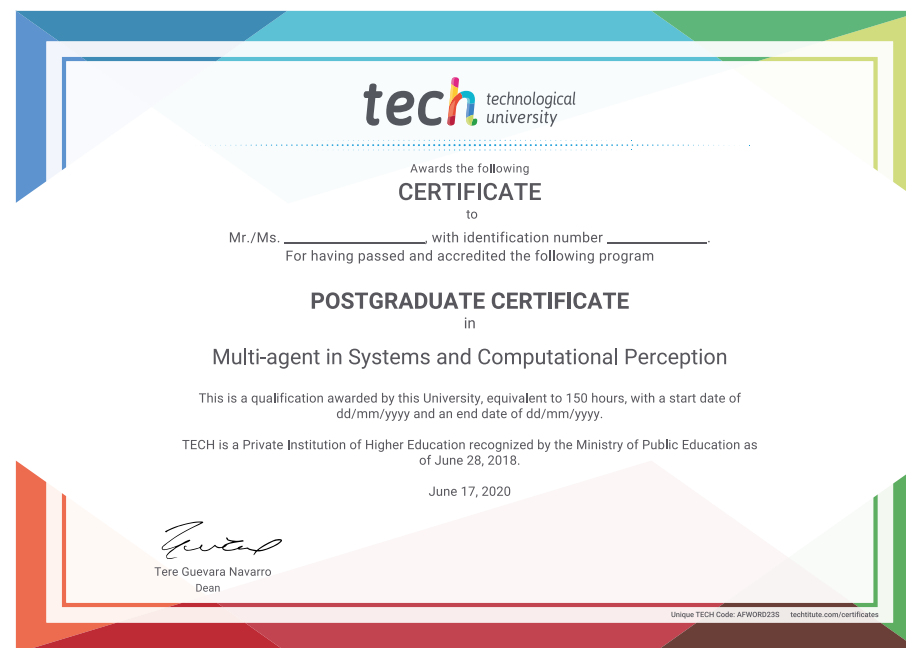 tech technological
university
Awards the following
CERTIFICATE
to
Mr./Ms. ________________, with identification number ____________.
For having passed and accredited the following program
POSTGRADUATE CERTIFICATE
in
Multi-agent in Systems and Computational Perception
This is a qualification awarded by this University, equivalent to 150 hours, with a start date of
dd/mm/yyyy and an end date of dd/mm/yyyy.
TECH is a Private Institution of Higher Education recognized by the Ministry of Public Education as
of June 28, 2018.
June 17, 2020
Tere Guevara Navarro
Dean
Unique TECH Code: AFWORD23S techtitute.com/certificates